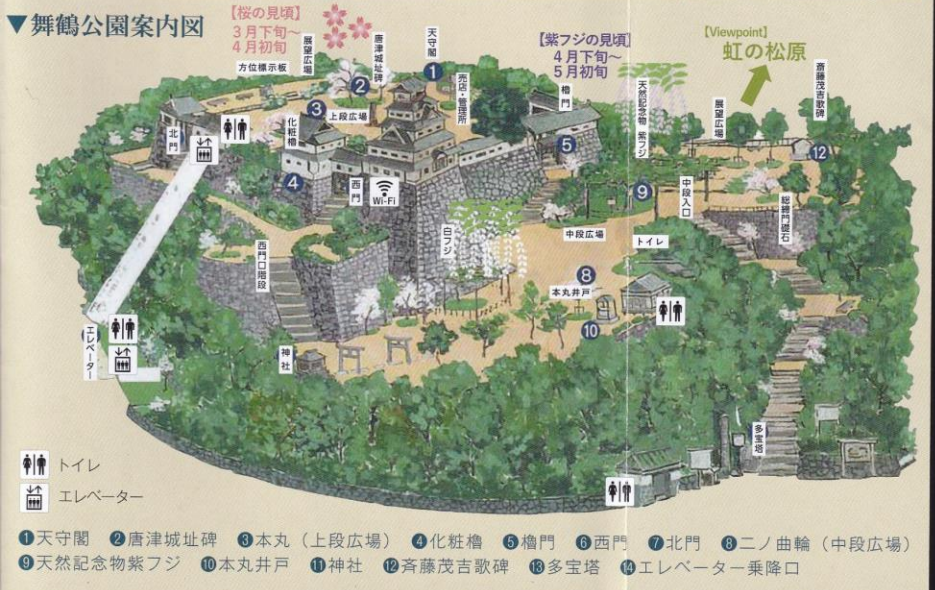 ▼舞鶴公園案内図
【桜の見頃】
3月下旬～
4月初旬
【紫フジの見頃】
4月下旬～
5月初旬
【Viewpoint】
虹の松原
方位標示板
展望広場
唐津城址碑
天守閣
売店・管理所
櫓門
天然記念物 紫フジ
展望広場
斎藤茂吉歌碑
1
2
3
上段広場
北門
化粧櫓
4
西門
Wi-Fi
5
12
9
中段入口
総締門礎石
白フジ
中段広場
トイレ
西門口階段
8
本丸井戸
10
エレベーター
神社
多宝塔
トイレ
エレベーター
❶天守閣 ❷唐津城址碑 ❸本丸(上段広場) ❹化粧櫓 ❺櫓門 ❻西門 ❼北門 ❽二ノ曲輪(中段広場)
❾天然記念物紫フジ ❿本丸井戸 ⓫神社 ⓬斉藤茂吉歌碑 ⓭多宝塔 ⓮エレベーター乗降口